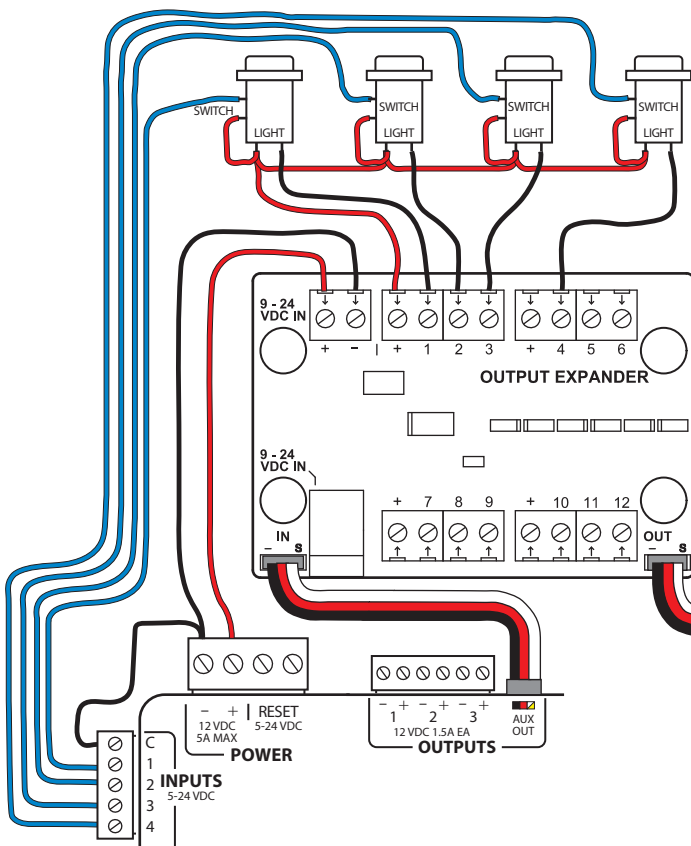 SWITCH
SWITCH
SWITCH
SWITCH
LIGHT
LIGHT
LIGHT
LIGHT
9 - 24
VDC IN
+ − | + 1 2 3 + 4 5 6
OUTPUT EXPANDER
9 - 24
VDC IN
+ 7 8 9 + 10 11 12
IN
− S
OUT
− S
− + | RESET
12 VDC 5-24 VDC
5A MAX
POWER
− + − + − +
1 2 3
12 VDC 1.5A EA
OUTPUTS
AUX
OUT
C
1
2
3
4
INPUTS
5-24 VDC